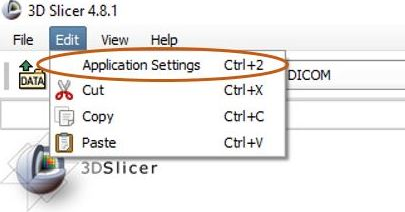 3D Slicer 4.8.1
File Edit View Help
Application Settings Ctrl+2
DATA
DICOM
Cut Ctrl+X
Copy Ctrl+C
Paste Ctrl+V
3DSlicer